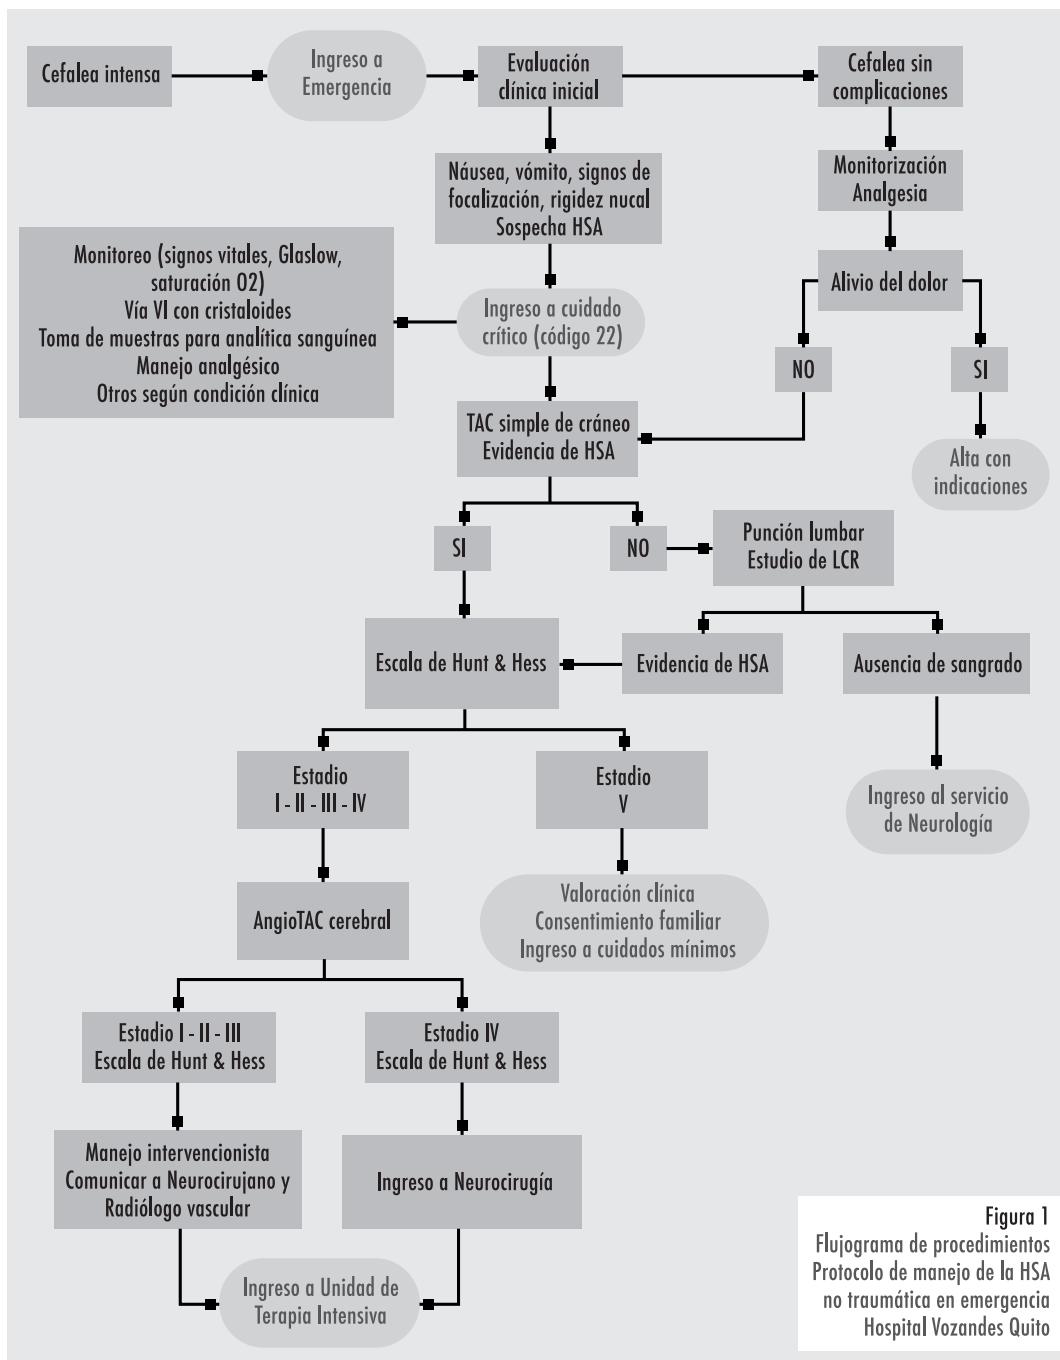 Cefalea intensa
Ingreso a
Emergencia
Evaluación
clínica inicial
Cefalea sin
complicaciones
Náusea, vómito, signos de
focalización, rigidez nucal
Sospecha HSA
Monitorización
Analgesia
Monitoreo (signos vitales, Glaslow,
saturación O2)
Vía VI con cristaloides
Toma de muestras para analítica sanguínea
Manejo analgésico
Otros según condición clínica
Ingreso a cuidado
crítico (código 22)
Alivio del dolor
NO
SI
TAC simple de cráneo
Evidencia de HSA
Alta con
indicaciones
SI
NO
Punción lumbar
Estudio de LCR
Escala de Hunt & Hess
Evidencia de HSA
Ausencia de sangrado
Estadio
I - II - III - IV
Estadio
V
Ingreso al servicio
de Neurología
AngioTAC cerebral
Valoración clínica
Consentimiento familiar
Ingreso a cuidados mínimos
Estadio I - II - III
Escala de Hunt & Hess
Estadio IV
Escala de Hunt & Hess
Manejo intervencionista
Comunicar a Neurocirujano y
Radiólogo vascular
Ingreso a Neurocirugía
Ingreso a Unidad de
Terapia Intensiva
Figura 1
Flujograma de procedimientos
Protocolo de manejo de la HSA
no traumática en emergencia
Hospital Vozandes Quito